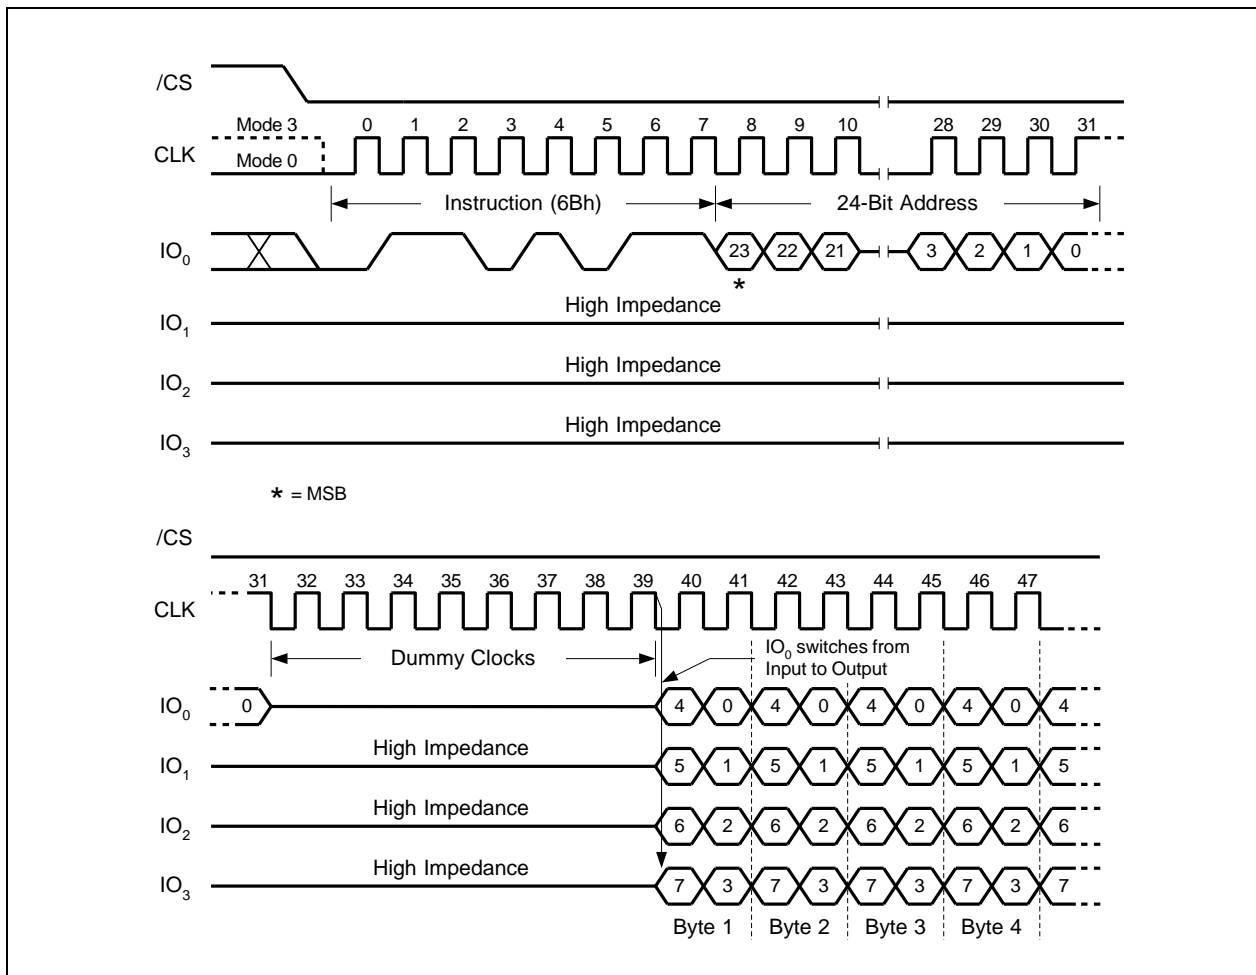 /CS
Mode 3 0 1 2 3 4 5 6 7 8 9 10 28 29 30 31
CLK
Mode 0
Instruction (6Bh) 24-Bit Address
IO0 23 22 21 3 2 1 0
*
High Impedance
IO1
High Impedance
IO2
High Impedance
IO3
* = MSB
/CS
31 32 33 34 35 36 37 38 39 40 41 42 43 44 45 46 47
CLK
Dummy Clocks
IO0 switches from
Input to Output
IO0 0 4 0 4 0 4 0 4 0 4
High Impedance
IO1 5 1 5 1 5 1 5 1 5
High Impedance
IO2 6 2 6 2 6 2 6 2 6
High Impedance
IO3 7 3 7 3 7 3 7 3 7
Byte 1 Byte 2 Byte 3 Byte 4